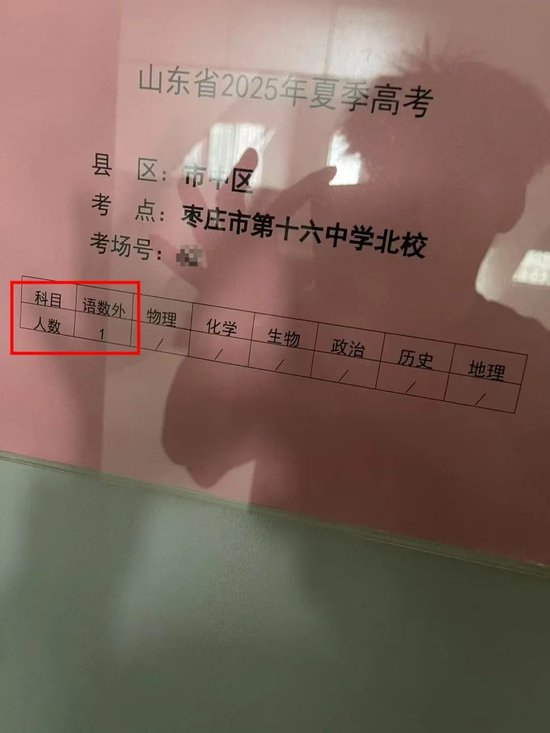 山东省2025年夏季高考
县 区：市中区
考 点：枣庄市第十六中学北校
考场号：
科目 语数外 物理 化学 生物 政治 历史 地理
人数 1 / / / / / /